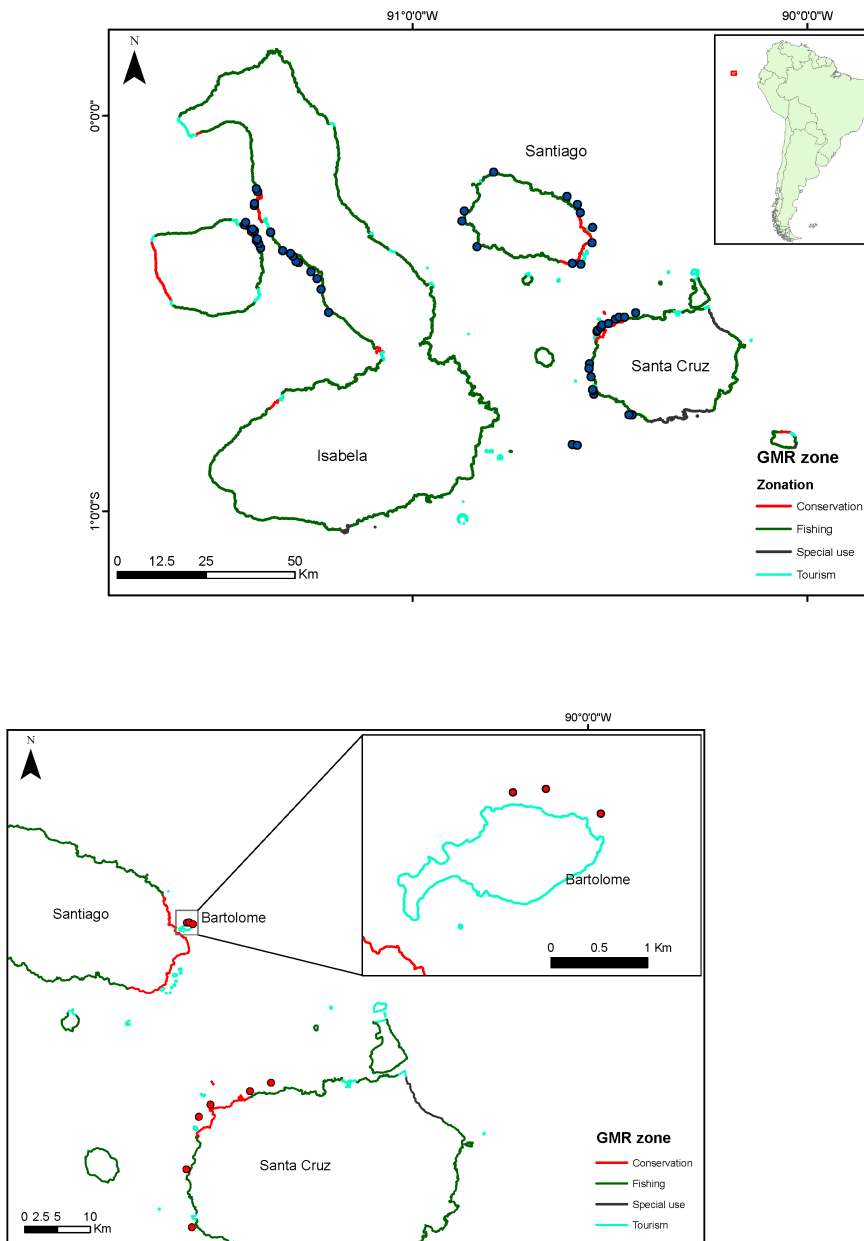 91°0'0"W
90°0'0"W
N
0°0'0"
Santiago
Santa Cruz
Isabela
1°0'0"S
GMR zone
Zonation
Conservation
Fishing
Special use
Tourism
0 12.5 25 50
Km
90°0'0"W
N
Bartolome
0 0.5 1 Km
Santiago
Bartolome
Santa Cruz
GMR zone
Conservation
Fishing
Special use
Tourism
0 2.5 5 10
Km